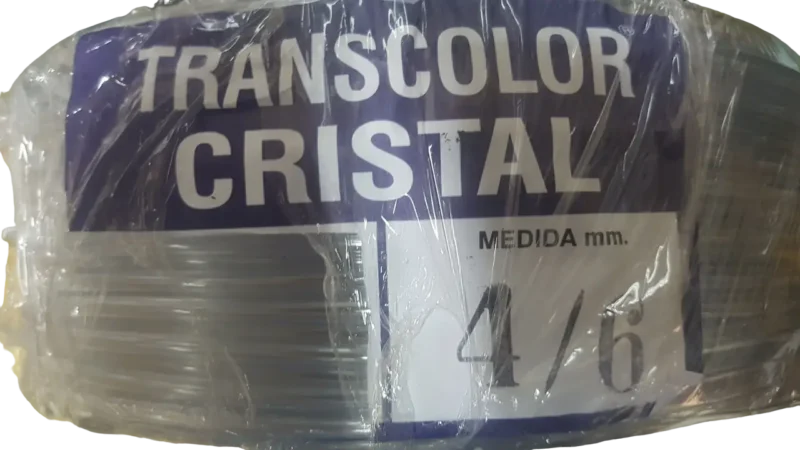 TRANSCOLOR®
CRISTAL
MEDIDA mm.
4/6